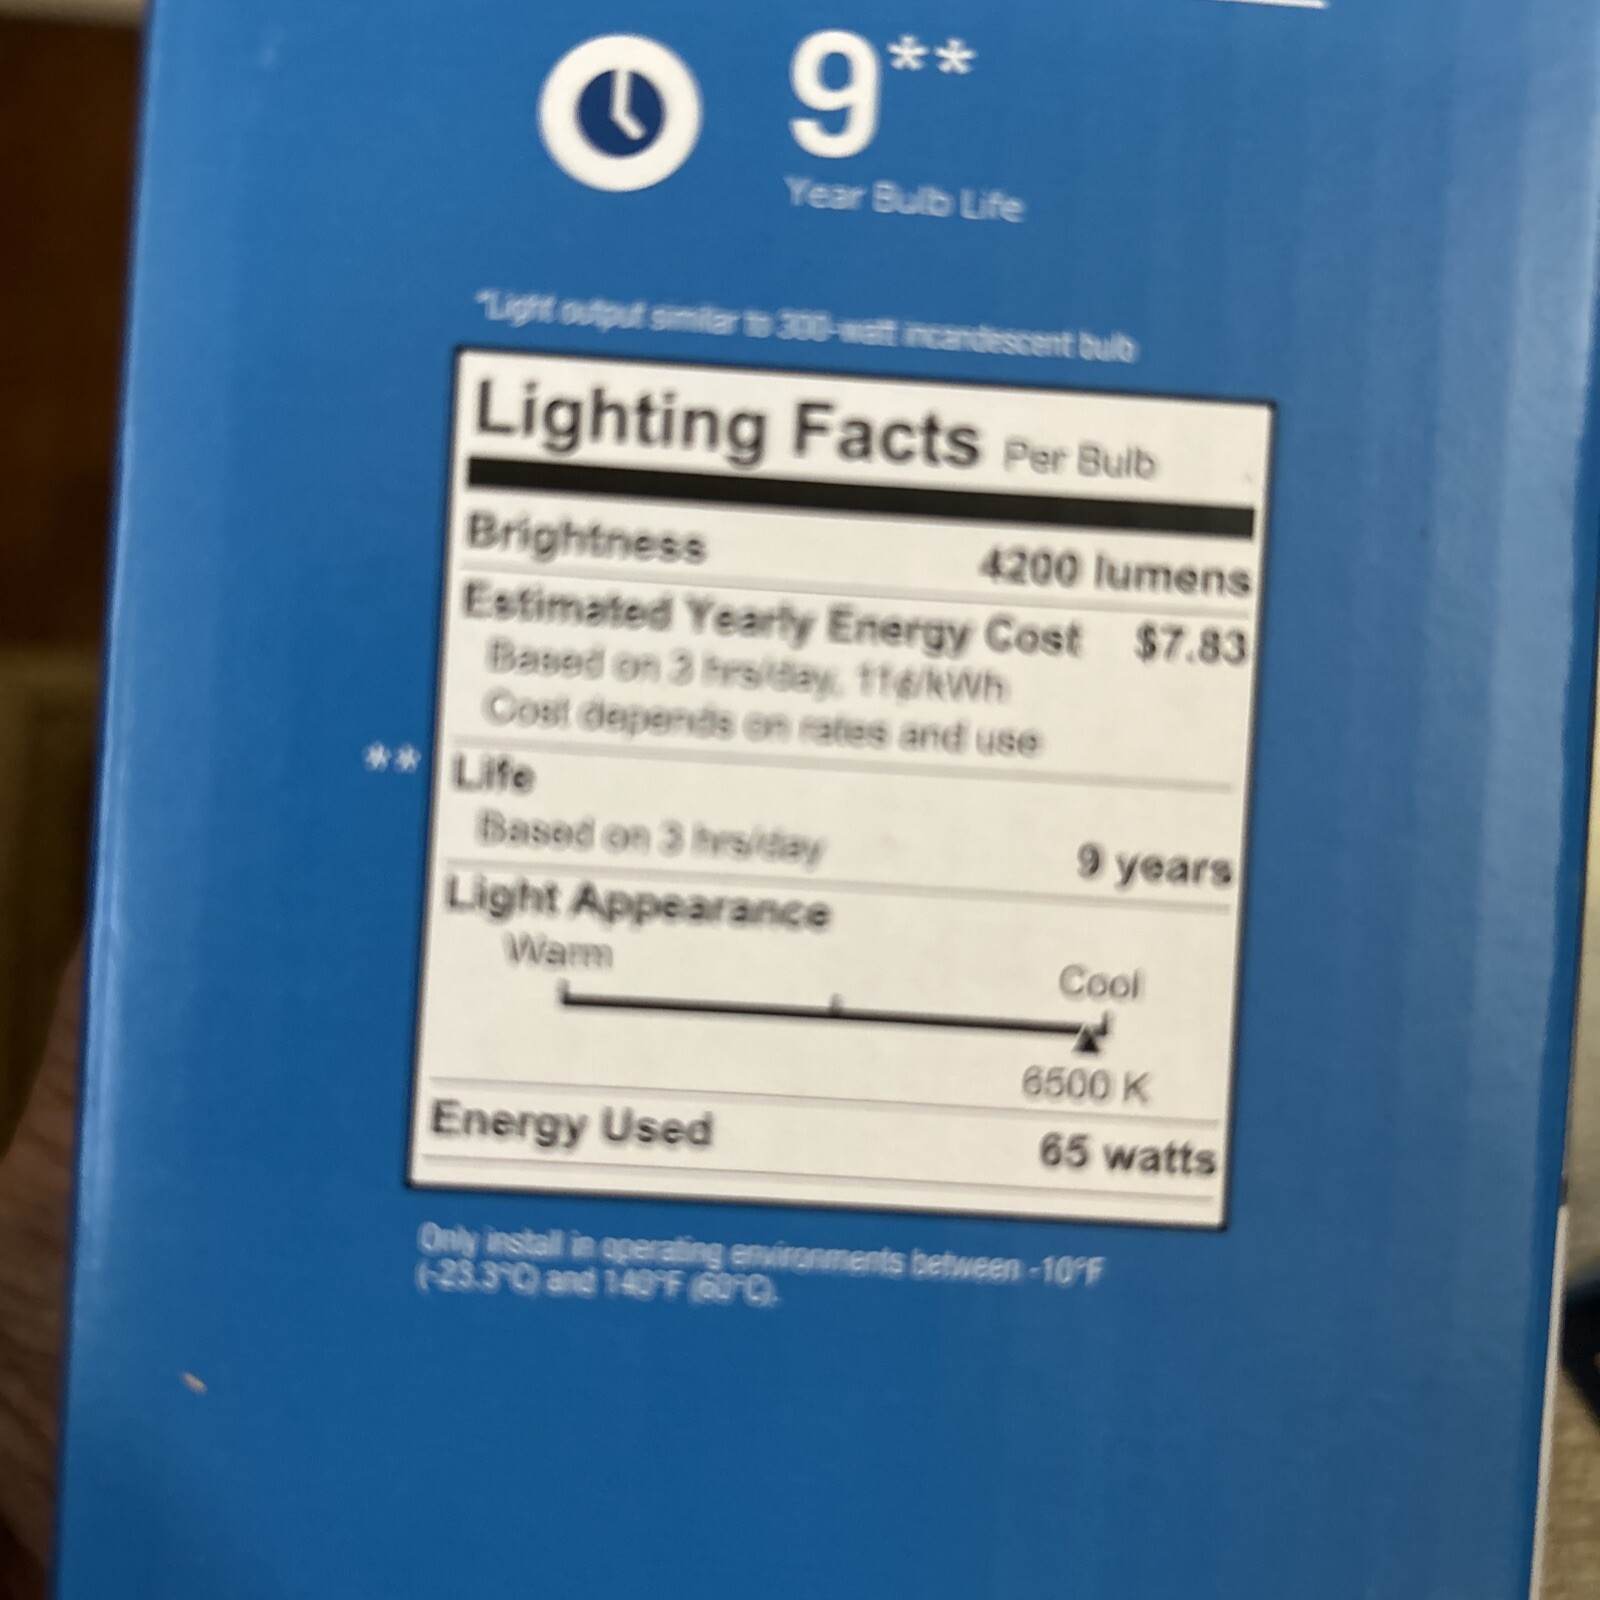 9**
Year Bulb Life
*Light output similar to 300-watt incandescent bulb
Lighting Facts Per Bulb
Brightness 4200 lumens
Estimated Yearly Energy Cost $7.83
Based on 3 hrs/day, 11¢/kWh
Cost depends on rates and use
** Life
Based on 3 hrs/day 9 years
Light Appearance
Warm Cool
6500 K
Energy Used 65 watts
Only install in operating environments between -10°F
(-23.3°C) and 140°F (60°C).